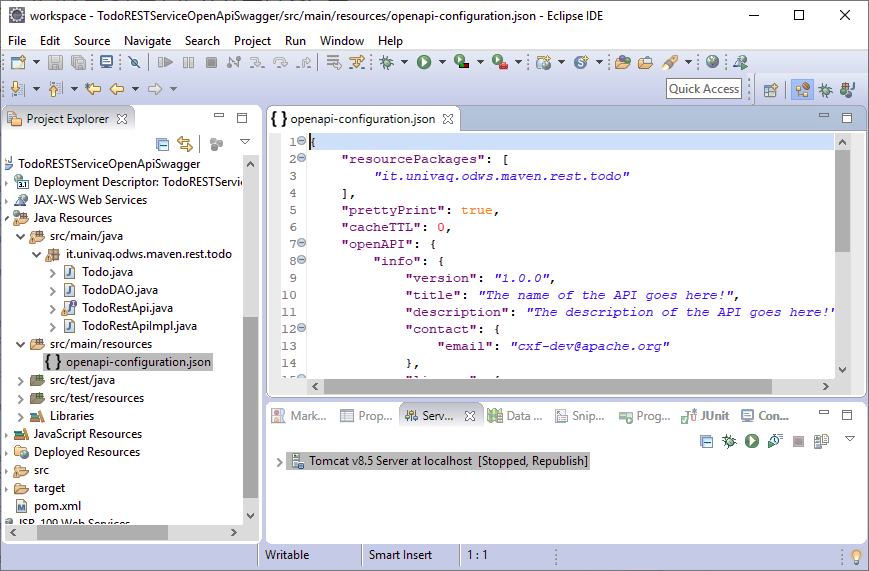 workspace - TodoRESTServiceOpenApiSwagger/src/main/resources/openapi-configuration.json - Eclipse IDE
File Edit Source Navigate Search Project Run Window Help
Quick Access
Project Explorer
TodoRESTServiceOpenApiSwagger
Deployment Descriptor: TodoRESTServi
JAX-WS Web Services
Java Resources
src/main/java
it.univaq.odws.maven.rest.todo
Todo.java
TodoDAO.java
TodoRestApi.java
TodoRestApiImpl.java
src/main/resources
{ } openapi-configuration.json
src/test/java
src/test/resources
Libraries
JavaScript Resources
Deployed Resources
src
target
pom.xml
JSR-109 Web Services
{ } openapi-configuration.json
1 {
2 "resourcePackages": [
3 "it.univaq.odws.maven.rest.todo"
4 ],
5 "prettyPrint": true,
6 "cacheTTL": 0,
7 "openAPI": {
8 "info": {
9 "version": "1.0.0",
10 "title": "The name of the API goes here!",
11 "description": "The description of the API goes here!"
12 "contact": {
13 "email": "cxf-dev@apache.org"
14 },
Mark... Prop... Serv... Data ... Snip... Prog... JUnit Con...
Tomcat v8.5 Server at localhost [Stopped, Republish]
Writable Smart Insert 1 : 1